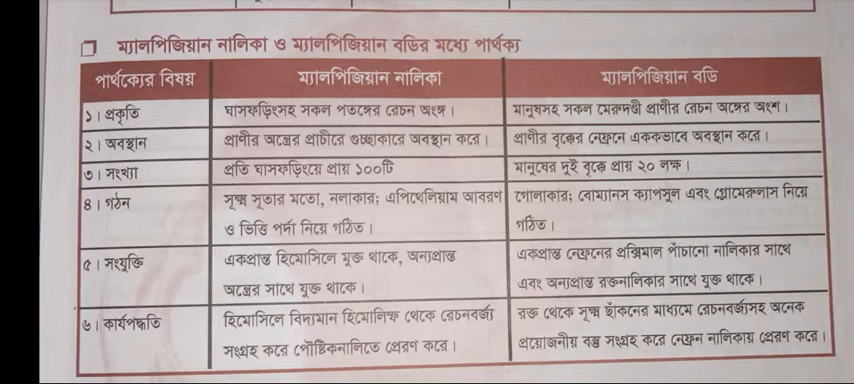 ম্যালপিজিয়ান নালিকা ও ম্যালপিজিয়ান বডির মধ্যে পার্থক্য
পার্থক্যের বিষয় ম্যালপিজিয়ান নালিকা ম্যালপিজিয়ান বডি
১। প্রকৃতি ঘাসফড়িংসহ সকল পতঙ্গের রেচন অংঙ্গ। মানুষসহ সকল মেরুদণ্ডী প্রাণীর রেচন অঙ্গের অংশ।
২। অবস্থান প্রাণীর অন্ত্রের প্রাচীরে গুচ্ছাকারে অবস্থান করে। প্রাণীর বৃক্কের নেফ্রনে এককভাবে অবস্থান করে।
৩। সংখ্যা প্রতি ঘাসফড়িংয়ে প্রায় ১০০টি মানুষের দুই বৃক্কে প্রায় ২০ লক্ষ।
৪। গঠন সূক্ষ্ম সূতার মতো, নলাকার; এপিথেলিয়াম আবরণ গোলাকার; বোম্যানস ক্যাপসুল এবং গ্লোমেরুলাস নিয়ে
ও ভিত্তি পর্দা নিয়ে গঠিত। গঠিত।
৫। সংযুক্তি একপ্রান্ত হিমোসিলে মুক্ত থাকে, অন্যপ্রান্ত একপ্রান্ত নেফ্রনের প্রক্সিমাল প্যাঁচানো নালিকার সাথে
অন্ত্রের সাথে যুক্ত থাকে। এবং অন্যপ্রান্ত রক্তনালিকার সাথে যুক্ত থাকে।
৬। কার্যপদ্ধতি হিমোসিলে বিদ্যমান হিমোলিম্ফ থেকে রেচনবর্জ্য রক্ত থেকে সূক্ষ্ম ছাঁকনের মাধ্যমে রেচনবর্জ্যসহ অনেক
সংগ্রহ করে পৌষ্টিকনালিতে প্রেরণ করে। প্রয়োজনীয় বস্তু সংগ্রহ করে নেফ্রন নালিকায় প্রেরণ করে।